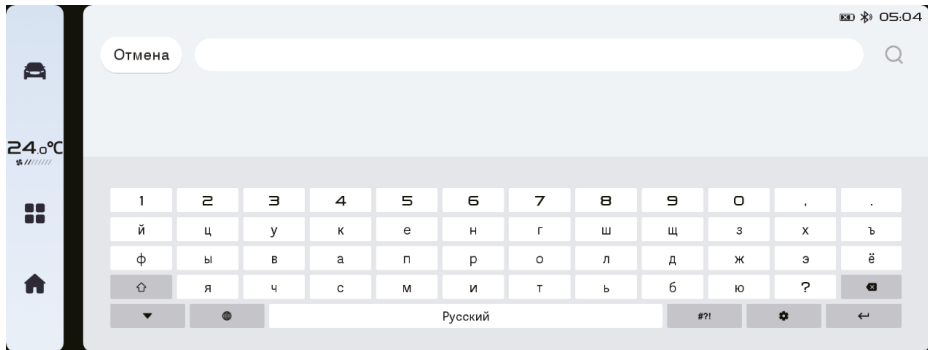 05:04
Отмена
24.0°C
1 2 3 4 5 6 7 8 9 0 , .
й ц у к е н г ш щ з х ъ
ф ы в а п р о л д ж э ё
я ч с м и т ь б ю ?
Русский #?!